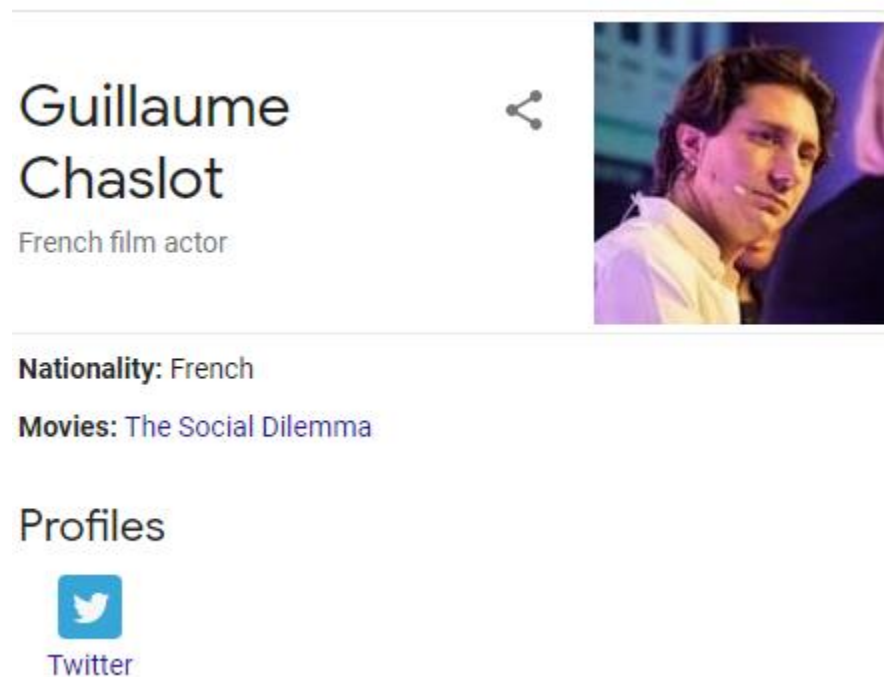 Guillaume
Chaslot
French film actor
Nationality: French
Movies: The Social Dilemma
Profiles
Twitter